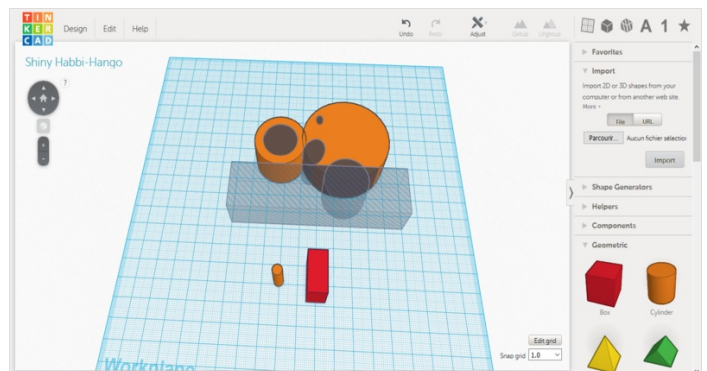 TIN
KER
CAD
Design Edit Help
Undo Redo Adjust Group Ungroup
A 1
Shiny Habbi-Hango
?
Favorites
Import
Import 2D or 3D shapes from your
computer or from another web site.
More
File URL
Parcourir... Aucun fichier sélection
Import
Shape Generators
Helpers
Components
Geometric
Box Cylinder
Edit grid
Snap grid 1.0
Workplane